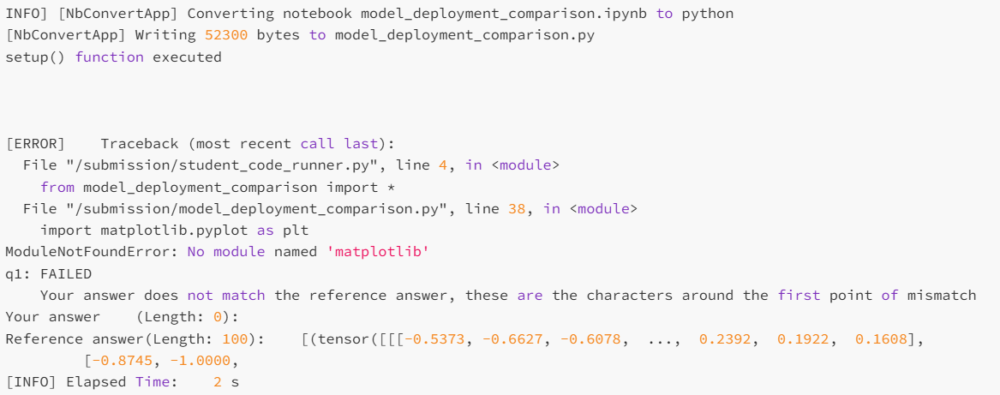 INFO] [NbConvertApp] Converting notebook model_deployment_comparison.ipynb to python
[NbConvertApp] Writing 52300 bytes to model_deployment_comparison.py
setup() function executed
[ERROR]    Traceback (most recent call last):
  File "/submission/student_code_runner.py", line 4, in <module>
    from model_deployment_comparison import *
  File "/submission/model_deployment_comparison.py", line 38, in <module>
    import matplotlib.pyplot as plt
ModuleNotFoundError: No module named 'matplotlib'
q1: FAILED
    Your answer does not match the reference answer, these are the characters around the first point of mismatch
Your answer    (Length: 0):
Reference answer(Length: 100):    [(tensor([[[-0.5373, -0.6627, -0.6078,  ...,  0.2392,  0.1922,  0.1608],
         [-0.8745, -1.0000,
[INFO] Elapsed Time:    2 s